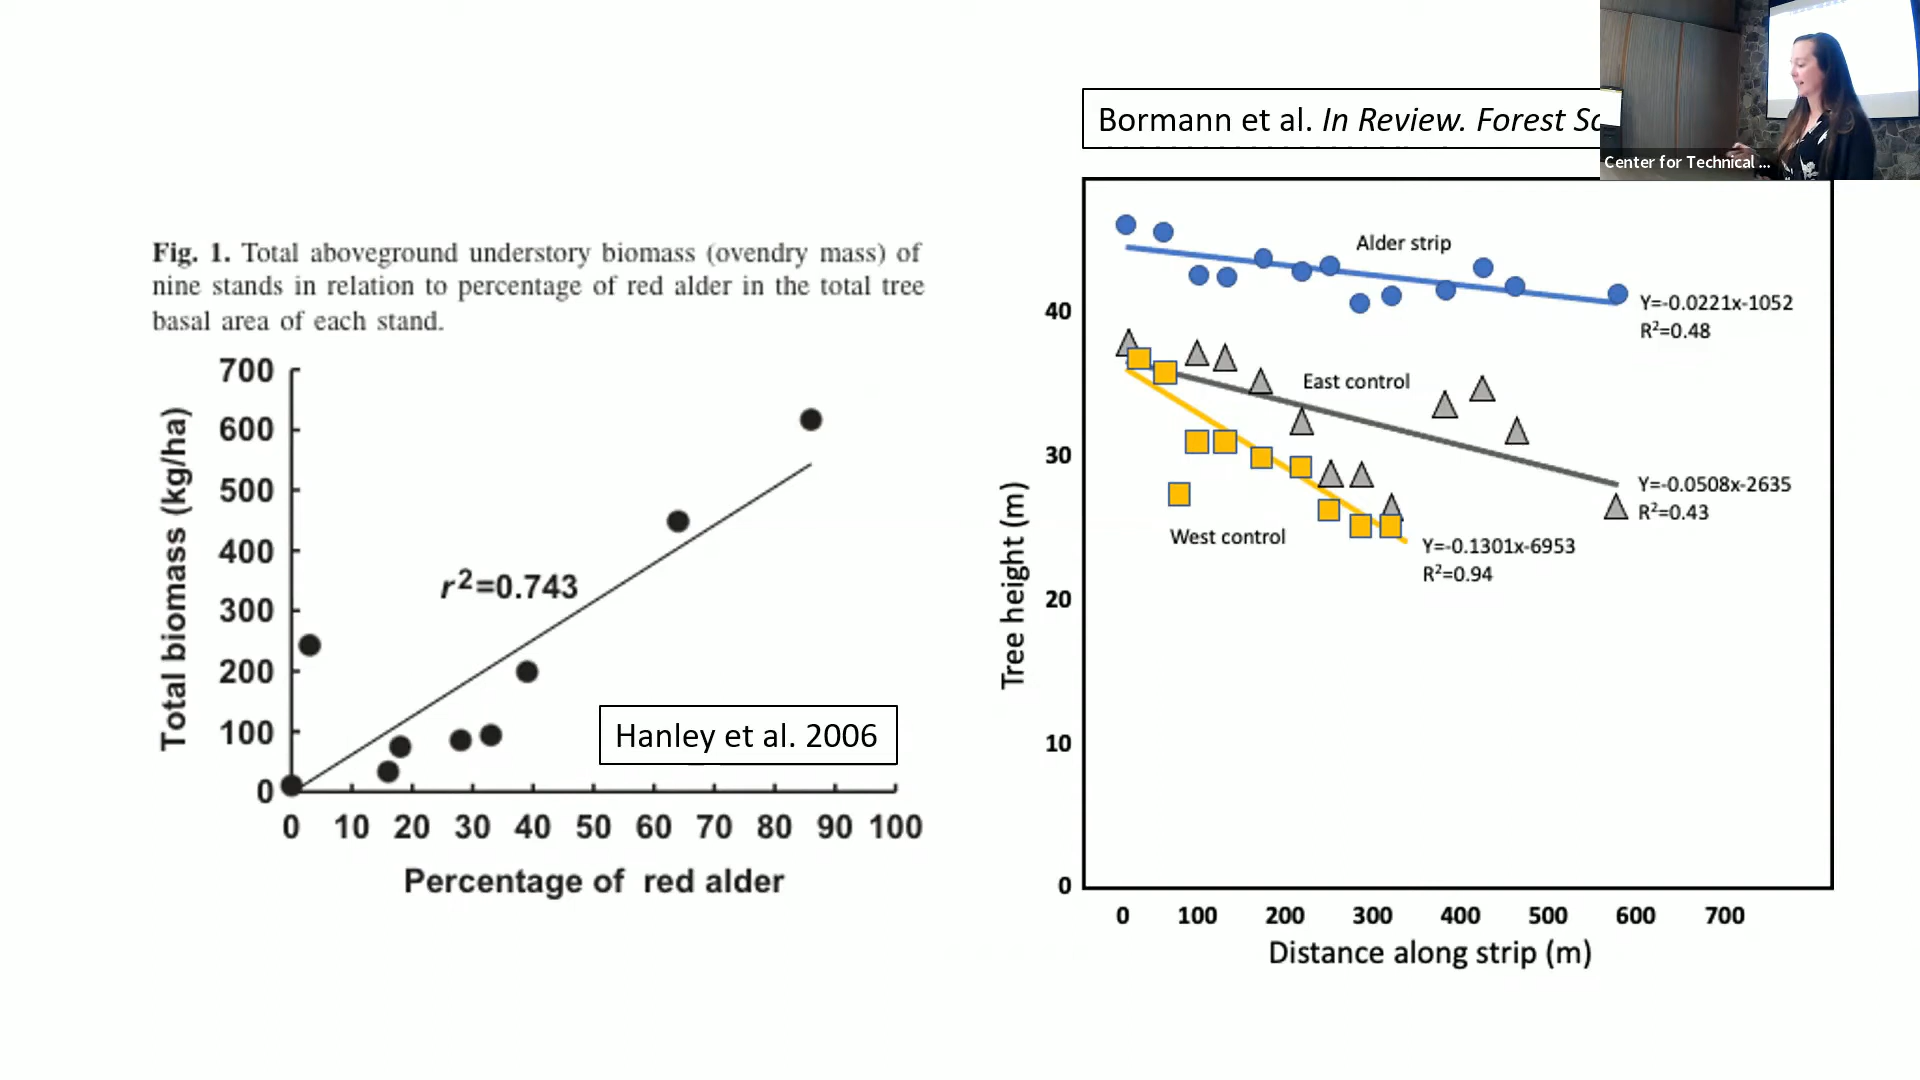 Bormann et al. In Review. Forest Sc
Center for Technical ...
Fig. 1. Total aboveground understory biomass (ovendry mass) of
nine stands in relation to percentage of red alder in the total tree
basal area of each stand.
700
600
500
400
300
200
100
0
Total biomass (kg/ha)
r²=0.743
Hanley et al. 2006
0 10 20 30 40 50 60 70 80 90 100
Percentage of red alder
Alder strip
Y=-0.0221x-1052
R²=0.48
East control
Y=-0.0508x-2635
R²=0.43
West control
Y=-0.1301x-6953
R²=0.94
40
30
20
10
0
Tree height (m)
0 100 200 300 400 500 600 700
Distance along strip (m)